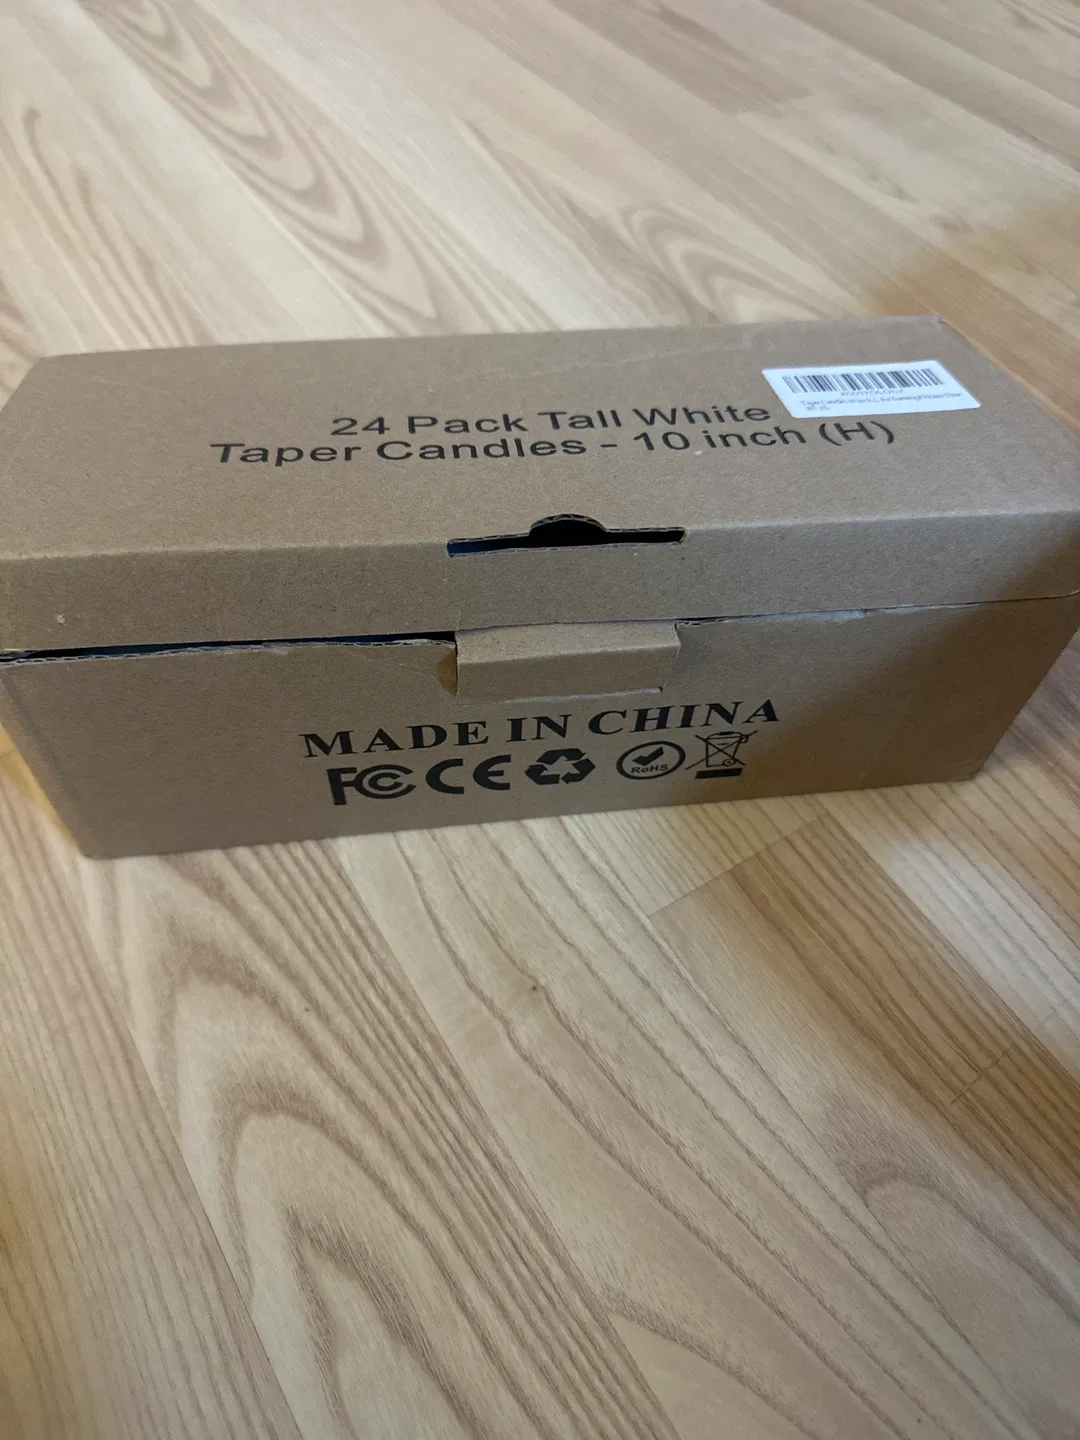 24 Pack Tall White
Taper Candles - 10 inch (H)
MADE IN CHINA
FC CE RoHS